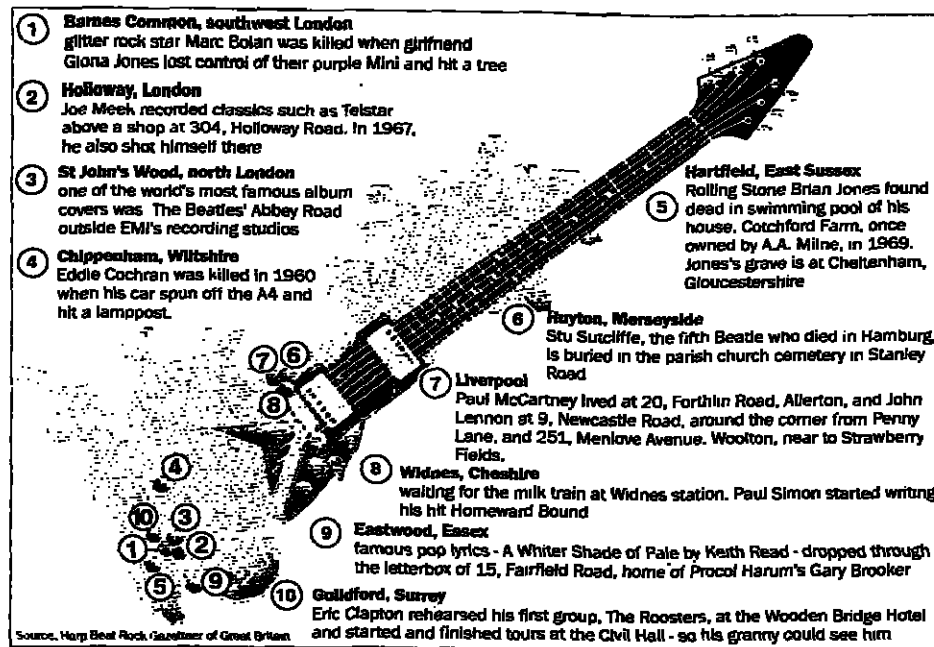 1 Barnes Common, southwest London
glitter rock star Marc Bolan was killed when girlfriend
Gloria Jones lost control of their purple Mini and hit a tree
2 Holloway, London
Joe Meek recorded classics such as Telstar
above a shop at 304, Holloway Road. In 1967,
he also shot himself there
3 St John's Wood, north London
one of the world's most famous album
covers was The Beatles' Abbey Road
outside EMI's recording studios
4 Chippenham, Wiltshire
Eddie Cochran was killed in 1960
when his car spun off the A4 and
hit a lamppost.
5 Hartfield, East Sussex
Rolling Stone Brian Jones found
dead in swimming pool of his
house, Cotchford Farm, once
owned by A.A. Milne, in 1969.
Jones's grave is at Cheltenham,
Gloucestershire
6 Huyton, Merseyside
Stu Sutcliffe, the fifth Beatle who died in Hamburg,
is buried in the parish church cemetery in Stanley
Road
7 Liverpool
Paul McCartney lived at 20, Forthlin Road, Allerton, and John
Lennon at 9, Newcastle Road, around the corner from Penny
Lane, and 251, Menlove Avenue, Woolton, near to Strawberry
Fields.
8 Widnes, Cheshire
waiting for the milk train at Widnes station. Paul Simon started writing
his hit Homeward Bound
9 Eastwood, Essex
famous pop lyrics - A Whiter Shade of Pale by Keith Read - dropped through
the letterbox of 15, Fairfield Road, home of Procol Harum's Gary Brooker
10 Guildford, Surrey
Eric Clapton rehearsed his first group, The Roosters, at the Wooden Bridge Hotel
and started and finished tours at the Civil Hall - so his granny could see him
7 6
8
4
10 3
1 2
5 9
Source, Harp Beat Rock Gazetteer of Great Britain